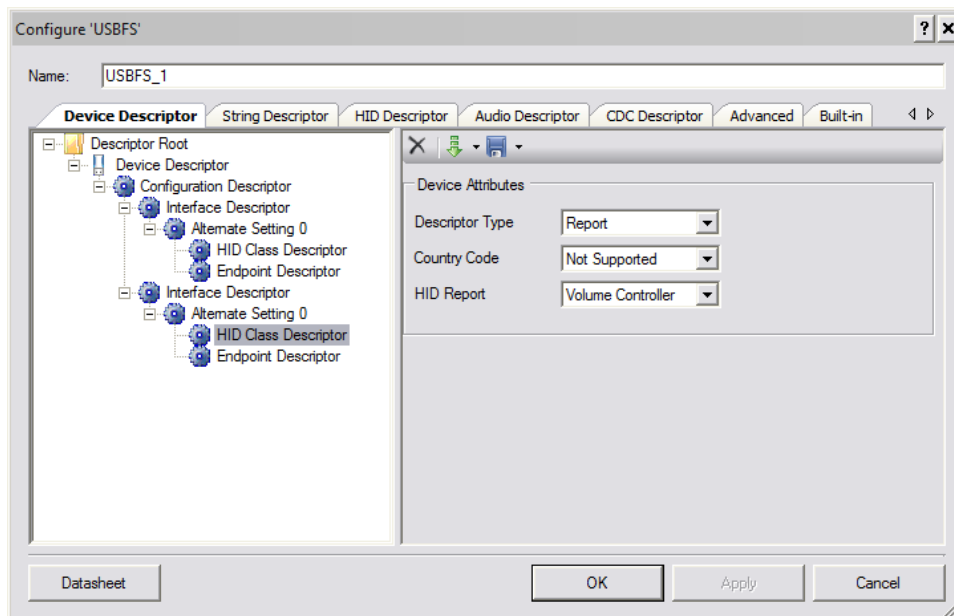 Configure 'USBFS'
?
Name: USBFS_1
Device Descriptor String Descriptor HID Descriptor Audio Descriptor CDC Descriptor Advanced Built-in
Descriptor Root
Device Descriptor
Configuration Descriptor
Interface Descriptor
Alternate Setting 0
HID Class Descriptor
Endpoint Descriptor
Interface Descriptor
Alternate Setting 0
HID Class Descriptor
Endpoint Descriptor
Device Attributes
Descriptor Type Report
Country Code Not Supported
HID Report Volume Controller
Datasheet OK Apply Cancel